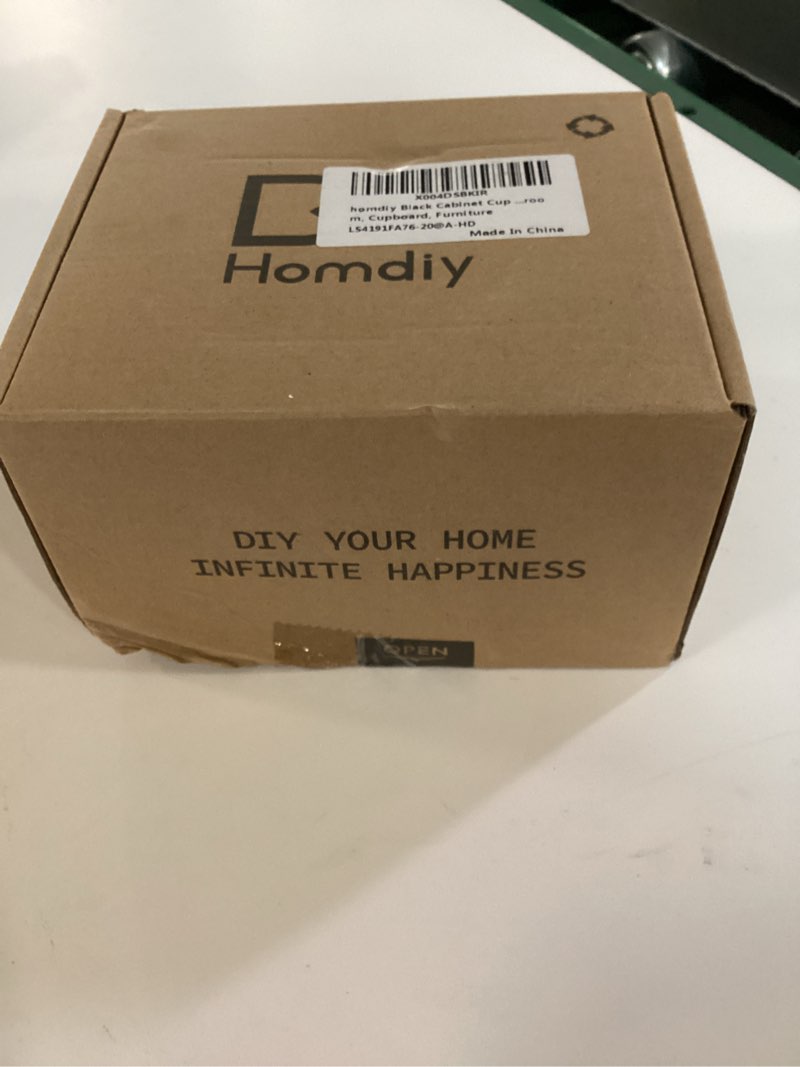 X004DSBKIR
homdiy Black Cabinet Cup ...roo
m, Cupboard, Furniture
LS4191FA76-20@A-HD
Made In China
Homdiy
DIY YOUR HOME
INFINITE HAPPINESS
OPEN